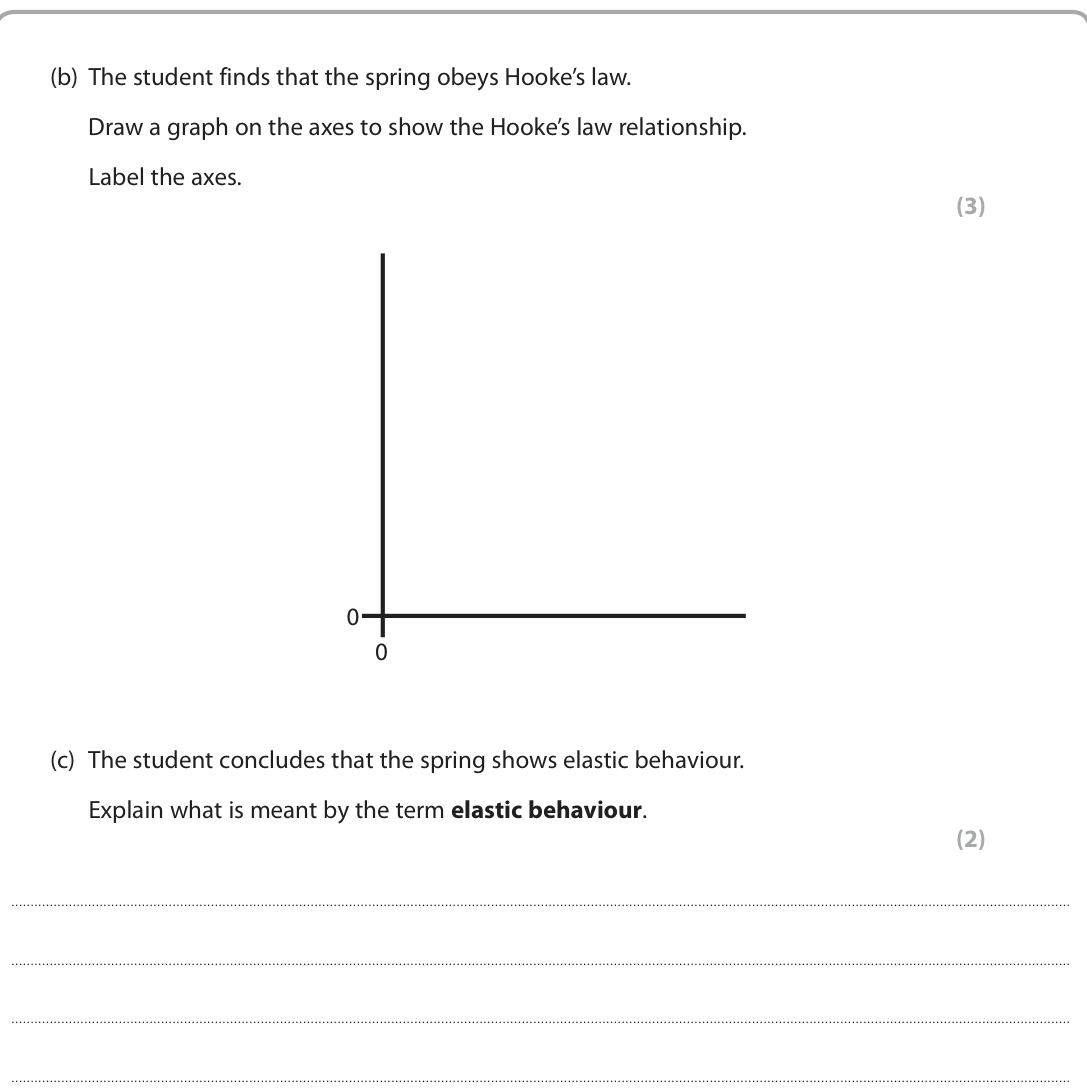 (b) The student finds that the spring obeys Hooke’s law.
Draw a graph on the axes to show the Hooke’s law relationship.
Label the axes.
(3)
0
0
(c) The student concludes that the spring shows elastic behaviour.
Explain what is meant by the term elastic behaviour.
(2)